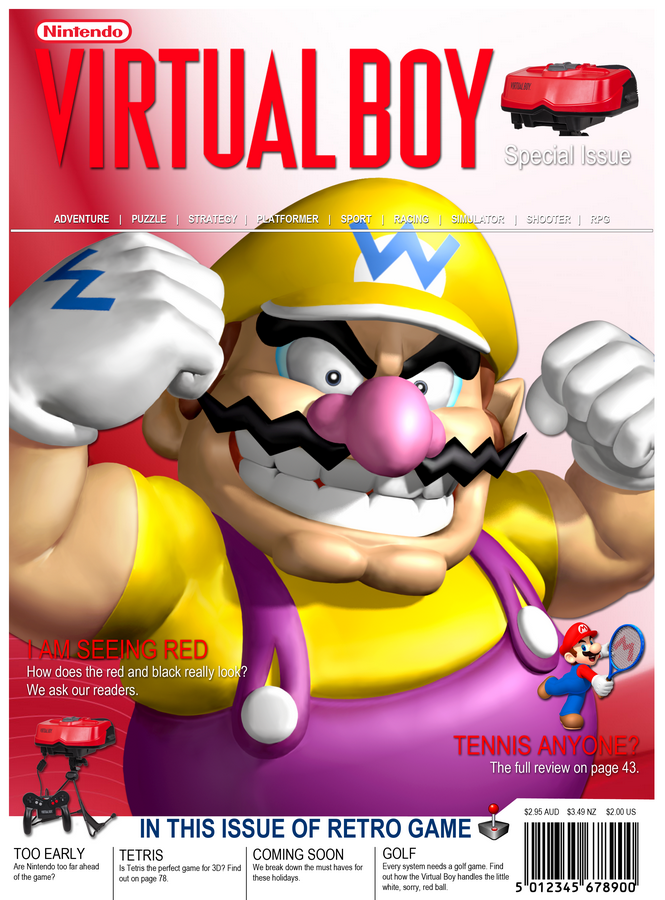 Nintendo
VIRTUAL BOY
VIRTUAL BOY
Special Issue
ADVENTURE | PUZZLE | STRATEGY | PLATFORMER | SPORT | RACING | SIMULATOR | SHOOTER | RPG
W
M
I AM SEEING RED
How does the red and black really look?
We ask our readers.
VIRTUAL BOY
TENNIS ANYONE?
The full review on page 43.
IN THIS ISSUE OF RETRO GAME
$2.95 AUD $3.49 NZ $2.00 US
TOO EARLY
Are Nintendo too far ahead
of the game?
TETRIS
Is Tetris the perfect game for 3D? Find
out on page 78.
COMING SOON
We break down the must haves for
these holidays.
GOLF
Every system needs a golf game. Find
out how the Virtual Boy handles the little
white, sorry, red ball.
5 012345 678900